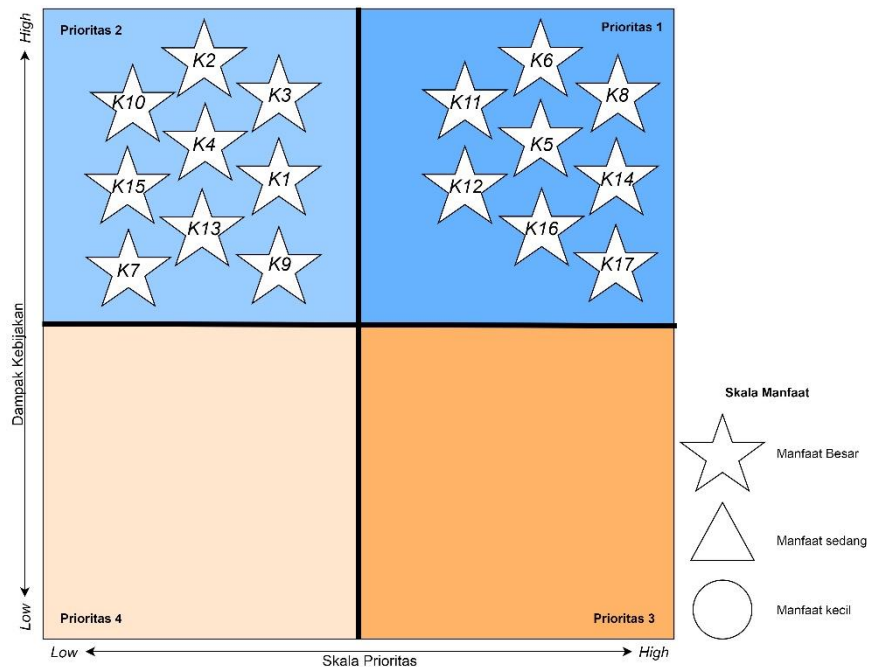 High
Prioritas 2
Prioritas 1
K2
K6
K10
K3
K11
K8
K4
K5
K15
K1
K12
K14
K13
K16
K7
K9
K17
Dampak Kebijakan
Skala Manfaat
Manfaat Besar
Manfaat sedang
Manfaat kecil
Low
Prioritas 4
Prioritas 3
Low
Skala Prioritas
High